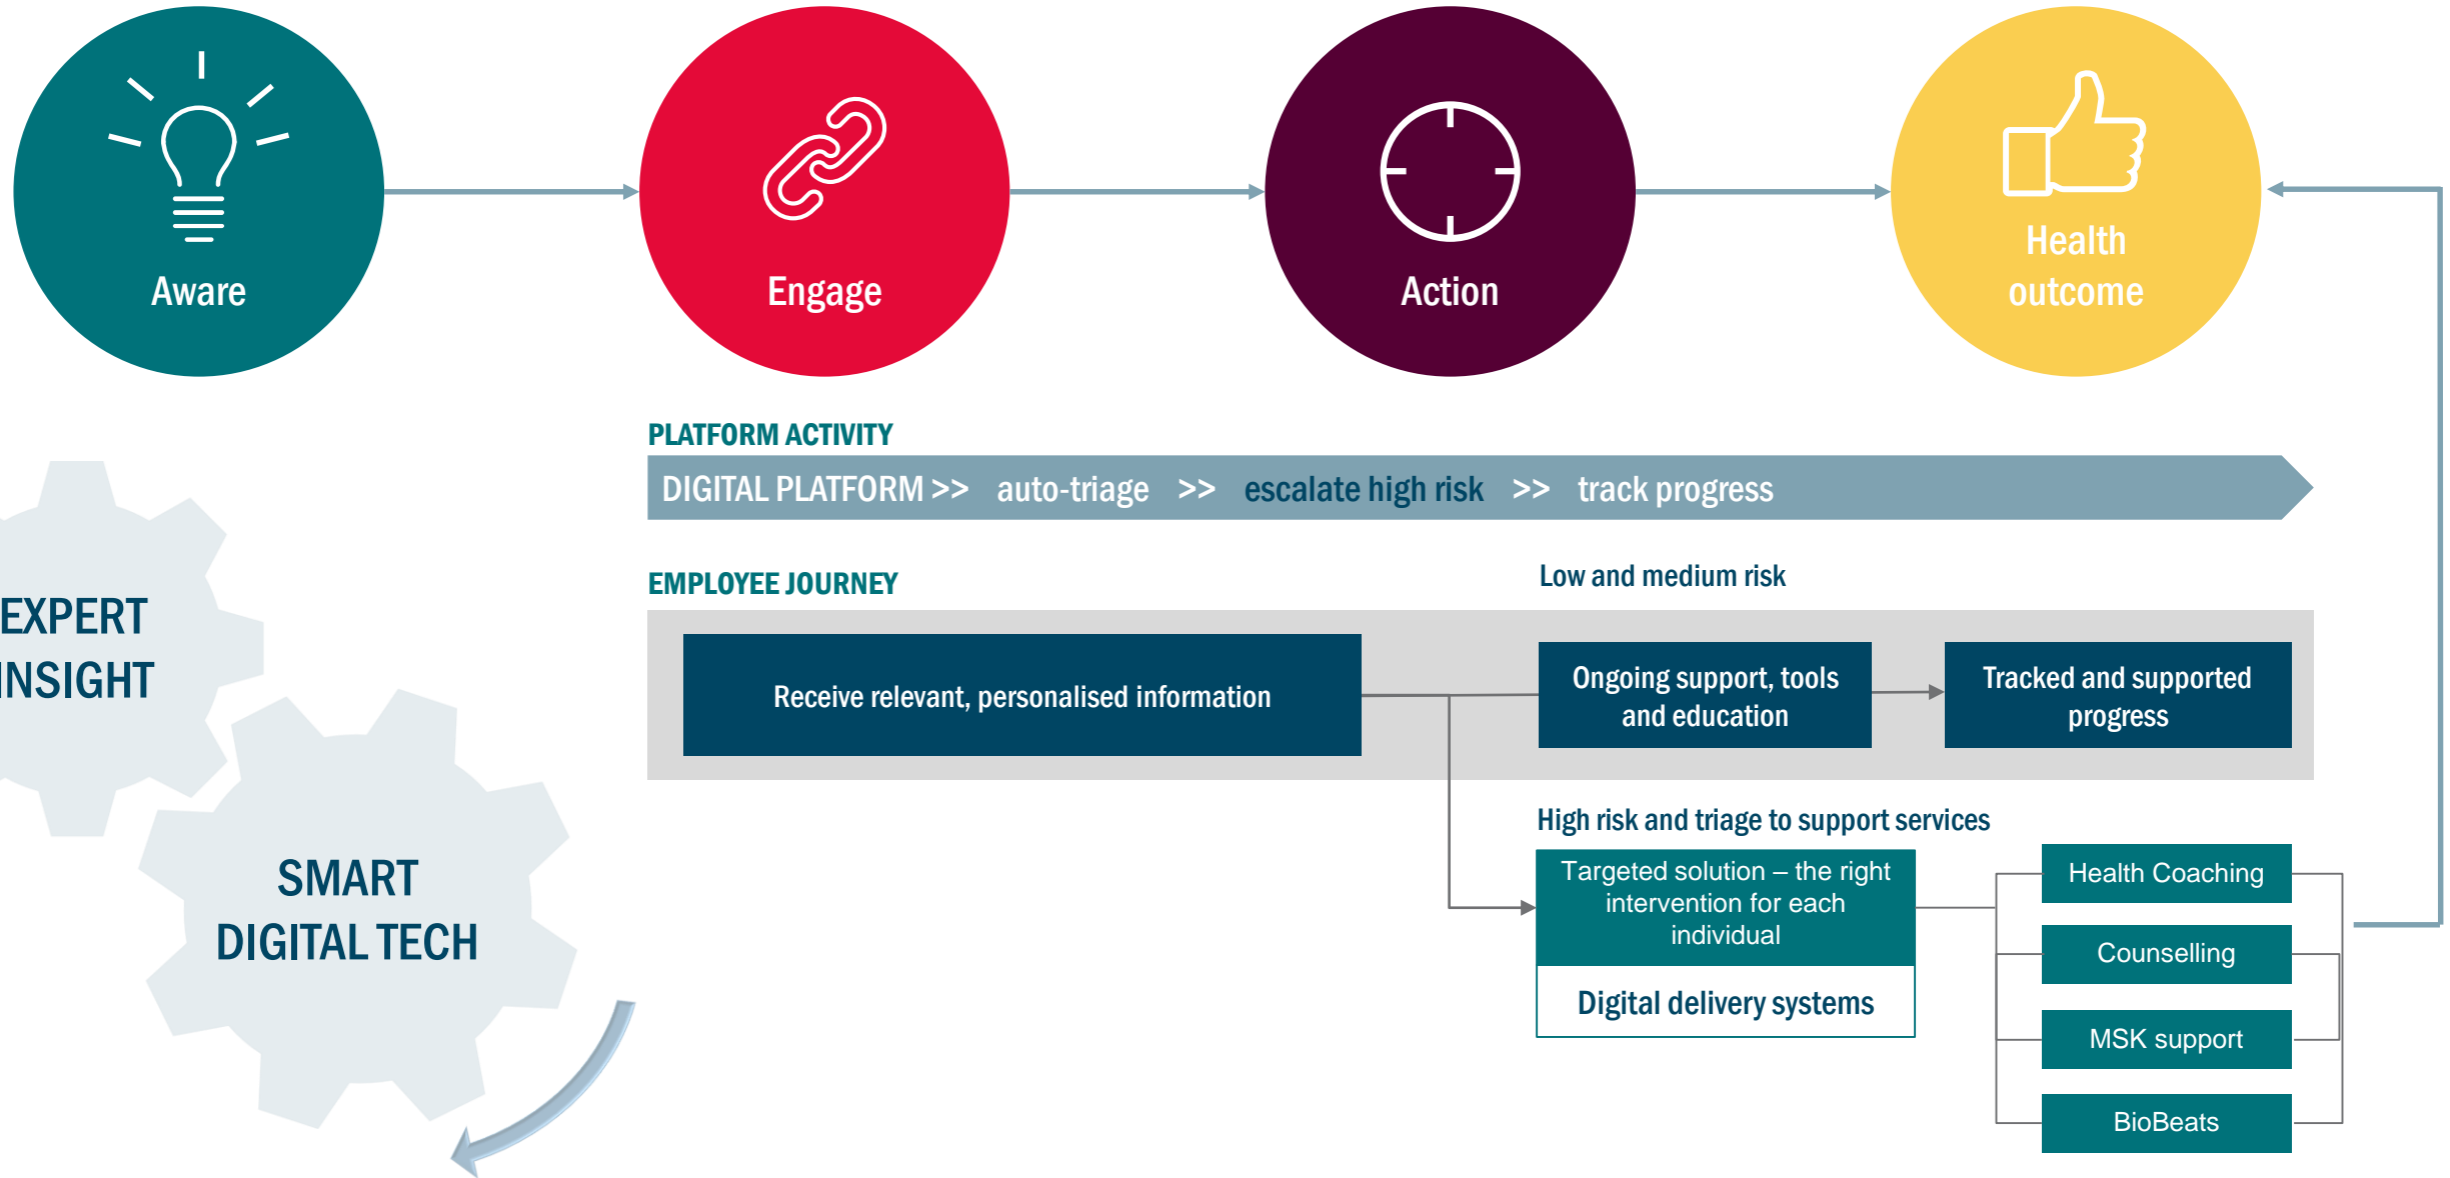 Aware
Engage
Action
Health
outcome
PLATFORM ACTIVITY
DIGITAL PLATFORM >> auto-triage >> escalate high risk >> track progress
EMPLOYEE JOURNEY
Low and medium risk
Receive relevant, personalised information
Ongoing support, tools
and education
Tracked and supported
progress
EXPERT
INSIGHT
SMART
DIGITAL TECH
High risk and triage to support services
Targeted solution – the right
intervention for each
individual
Digital delivery systems
Health Coaching
Counselling
MSK support
BioBeats